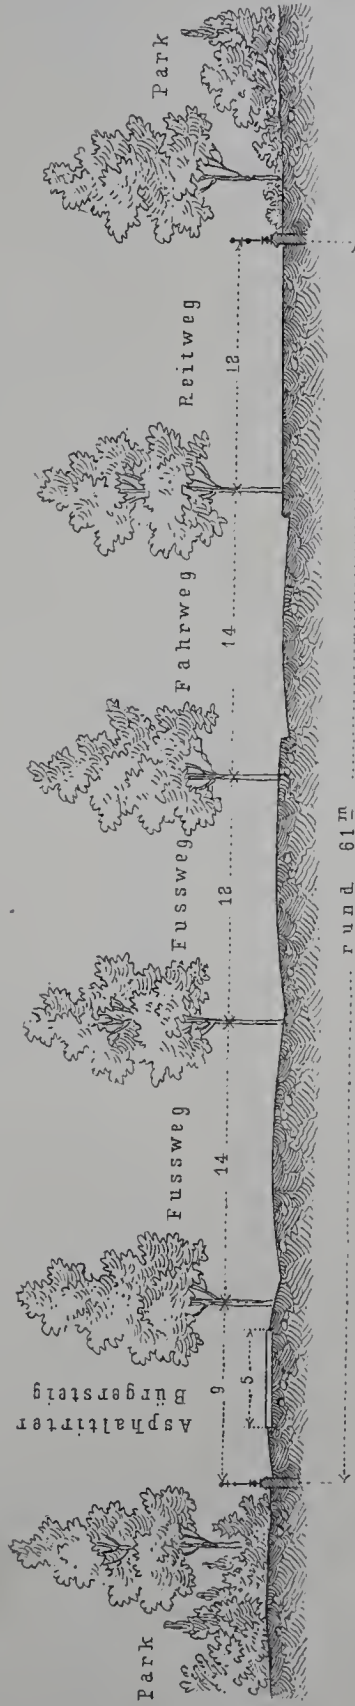 Park
Asphaltirter
Bürgersteig
Fussweg
Fussweg
Fahrweg
Reitweg
Park
9
14
12
14
12
5
rund 61 m